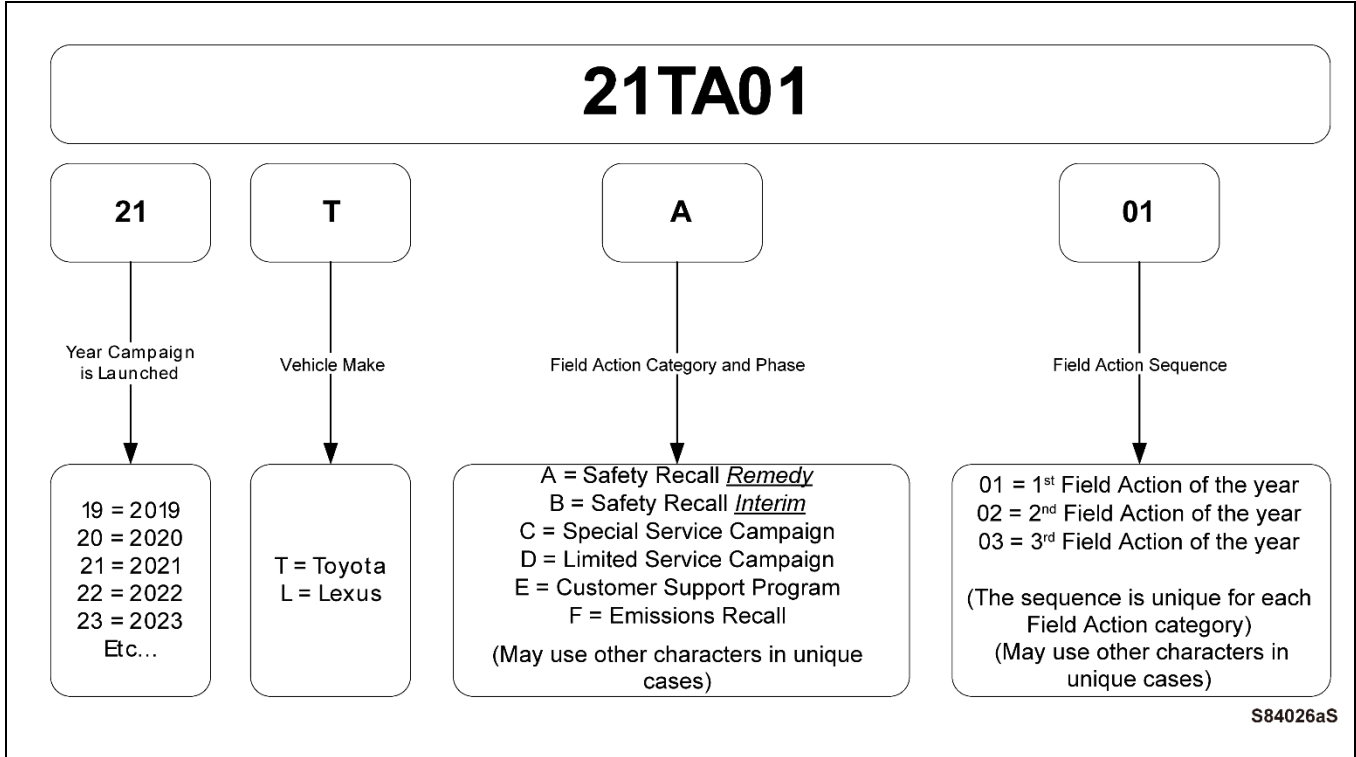 21TA01
21
T
A
01
Year Campaign
is Launched
Vehicle Make
Field Action Category and Phase
Field Action Sequence
19 = 2019
20 = 2020
21 = 2021
22 = 2022
23 = 2023
Etc...
T = Toyota
L = Lexus
A = Safety Recall Remedy
B = Safety Recall Interim
C = Special Service Campaign
D = Limited Service Campaign
E = Customer Support Program
F = Emissions Recall
(May use other characters in unique
cases)
01 = 1st Field Action of the year
02 = 2nd Field Action of the year
03 = 3rd Field Action of the year
(The sequence is unique for each
Field Action category)
(May use other characters in
unique cases)
S84026aS